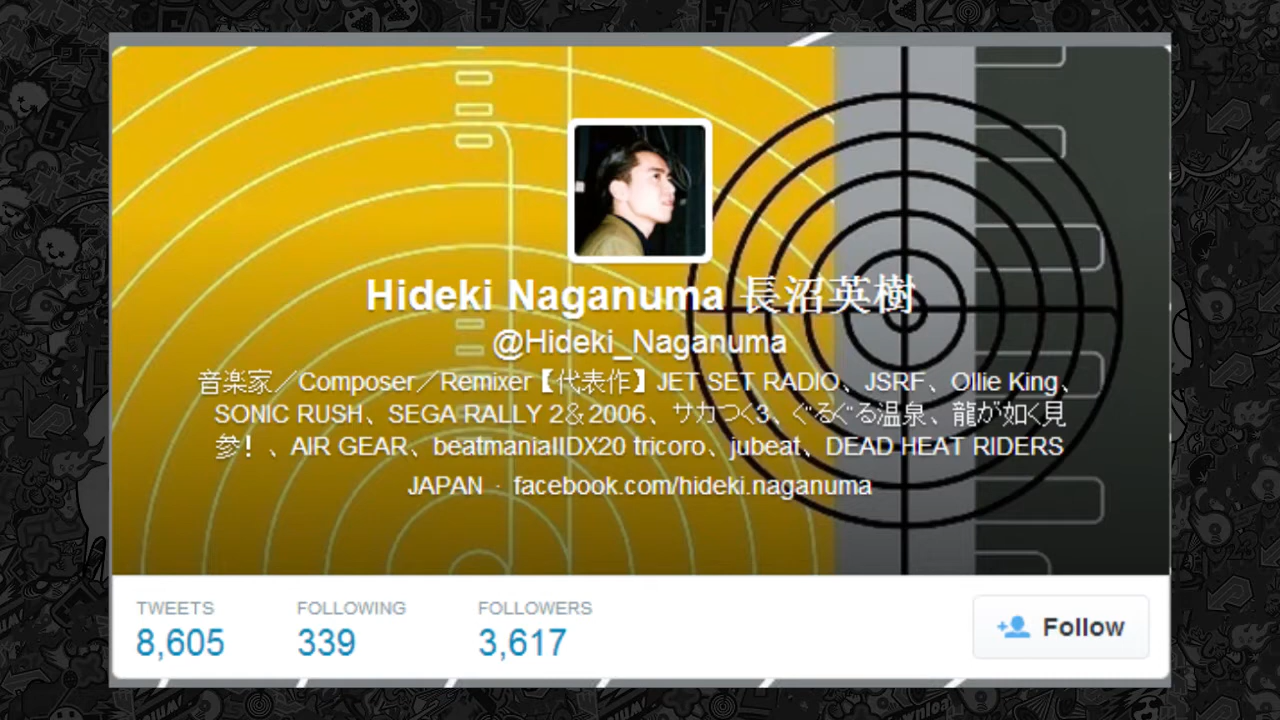 Hideki Naganuma 長沼英樹
@Hideki_Naganuma
音楽家／Composer／Remixer【代表作】JET SET RADIO、JSRF、Ollie King、
SONIC RUSH、SEGA RALLY 2＆2006、サカつく3、ぐるぐる温泉、龍が如く見
参！、AIR GEAR、beatmaniaIIDX20 tricoro、jubeat、DEAD HEAT RIDERS
JAPAN · facebook.com/hideki.naganuma
TWEETS FOLLOWING FOLLOWERS
8,605 339 3,617
Follow